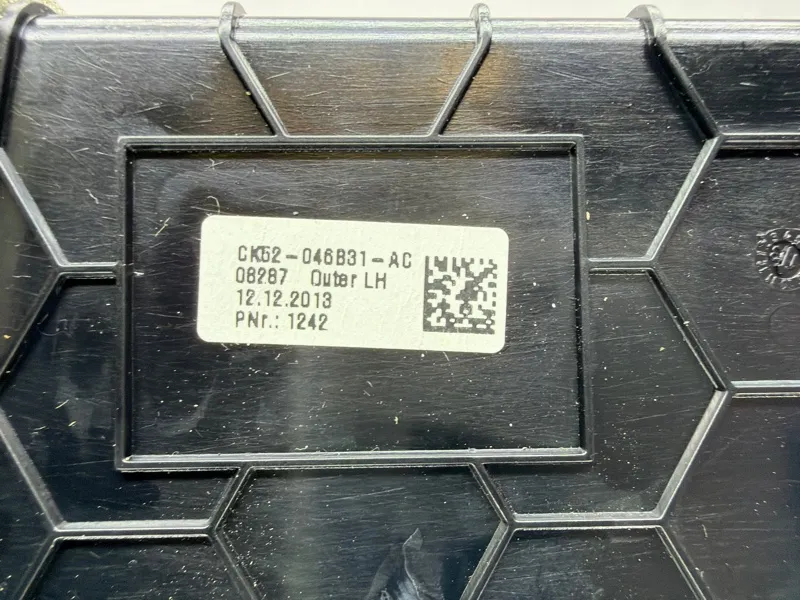 CK52-046B31-AC
08287 Outer LH
12.12.2013
PNr.: 1242